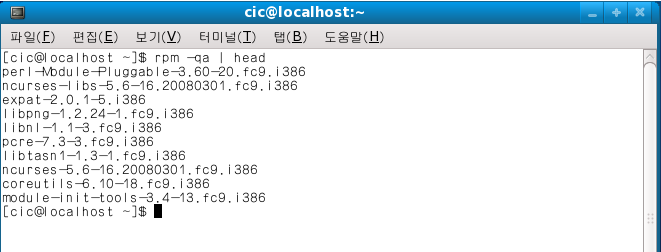 cic@localhost:~
파일(F) 편집(E) 보기(V) 터미널(T) 탭(B) 도움말(H)
[cic@localhost ~]$ rpm -qa | head
perl-Module-Pluggable-3.60-20.fc9.i386
ncurses-libs-5.6-16.20080301.fc9.i386
expat-2.0.1-5.i386
libpng-1.2.24-1.fc9.i386
libnl-1.1-3.fc9.i386
pcre-7.3-3.fc9.i386
libtasn1-1.3-1.fc9.i386
ncurses-5.6-16.20080301.fc9.i386
coreutils-6.10-18.fc9.i386
module-init-tools-3.4-13.fc9.i386
[cic@localhost ~]$